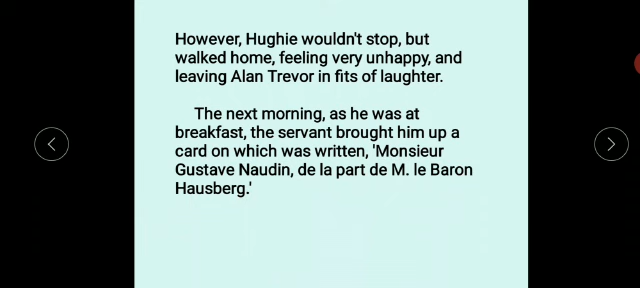 However, Hughie wouldn't stop, but
walked home, feeling very unhappy, and
leaving Alan Trevor in fits of laughter.
The next morning, as he was at
breakfast, the servant brought him up a
card on which was written, 'Monsieur
Gustave Naudin, de la part de M. le Baron
Hausberg.'